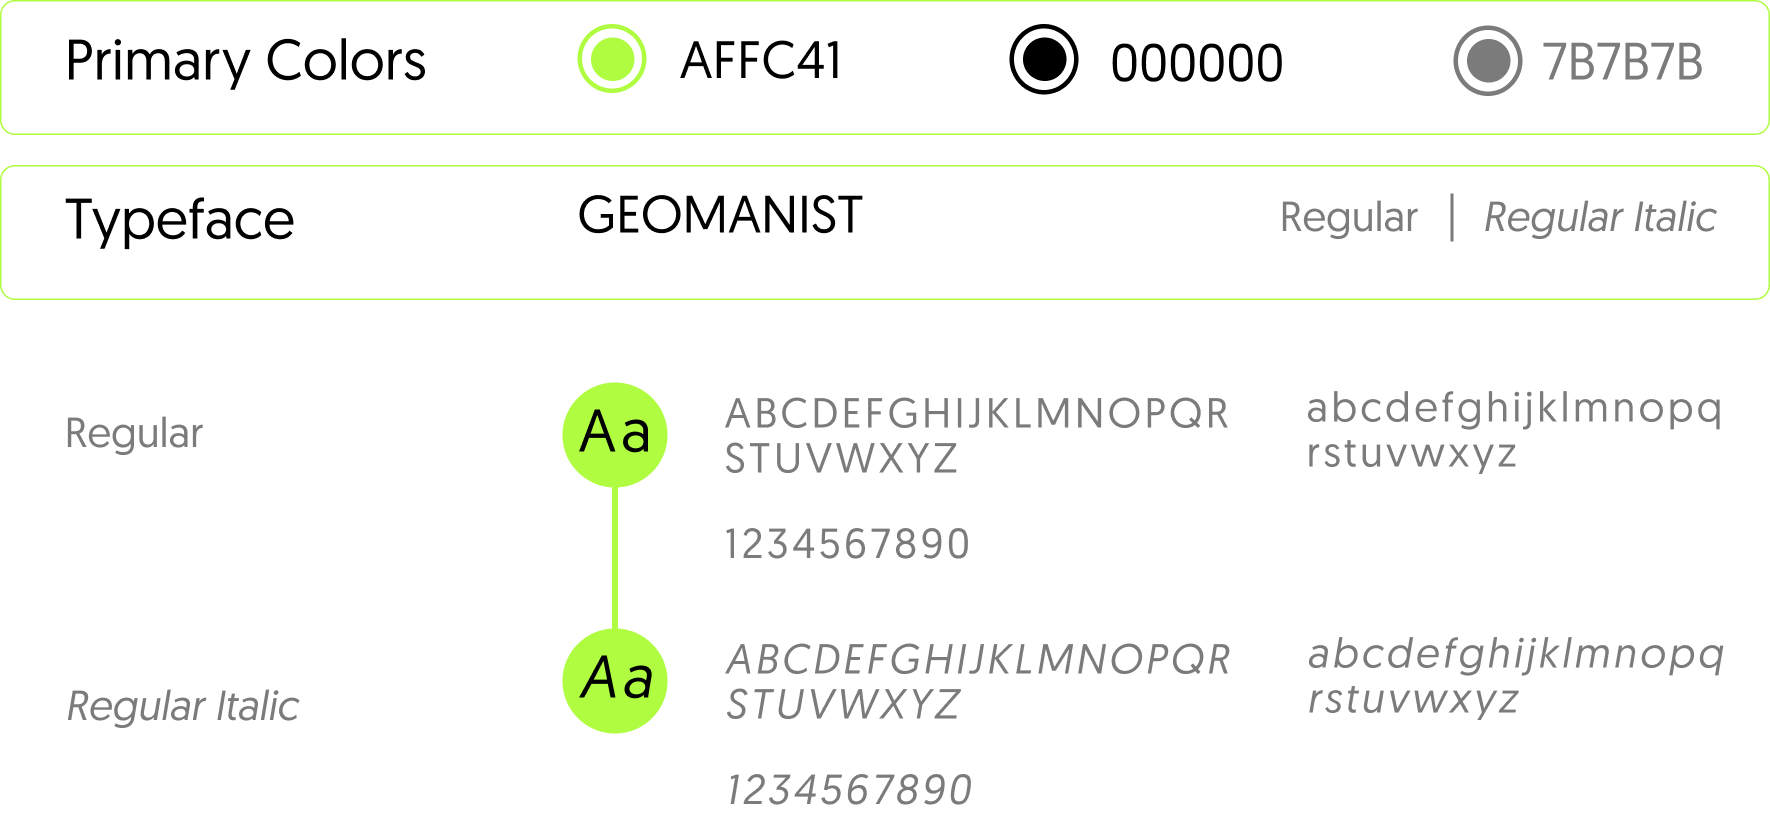 Primary Colors AFFC41 000000 7B7B7B
Typeface GEOMANIST Regular | Regular Italic
Regular
Aa
ABCDEFGHIJKLMNOPQR
STUVWXYZ
1234567890
abcdefghijklmnopq
rstuvwxyz
Regular Italic
Aa
ABCDEFGHIJKLMNOPQR
STUVWXYZ
1234567890
abcdefghijklmnopq
rstuvwxyz